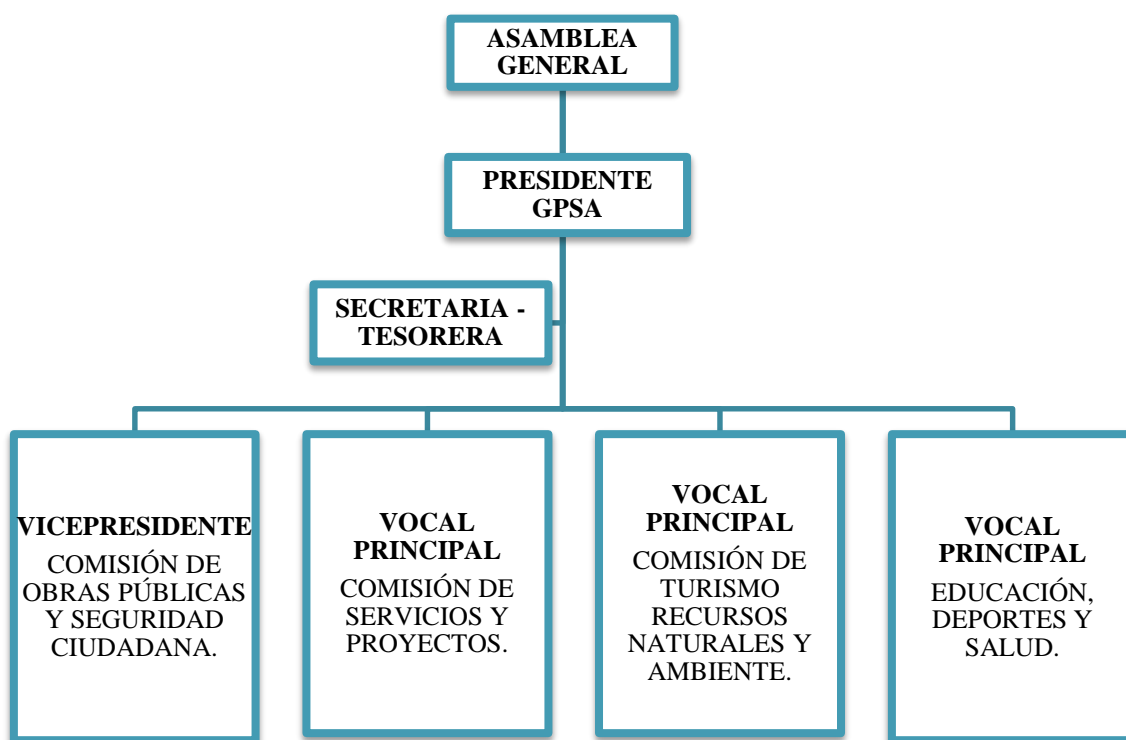 ASAMBLEA
GENERAL
PRESIDENTE
GPSA
SECRETARIA -
TESORERA
VICEPRESIDENTE
COMISIÓN DE
OBRAS PÚBLICAS
Y SEGURIDAD
CIUDADANA.
VOCAL
PRINCIPAL
COMISIÓN DE
SERVICIOS Y
PROYECTOS.
VOCAL
PRINCIPAL
COMISIÓN DE
TURISMO
RECURSOS
NATURALES Y
AMBIENTE.
VOCAL
PRINCIPAL
EDUCACIÓN,
DEPORTES Y
SALUD.